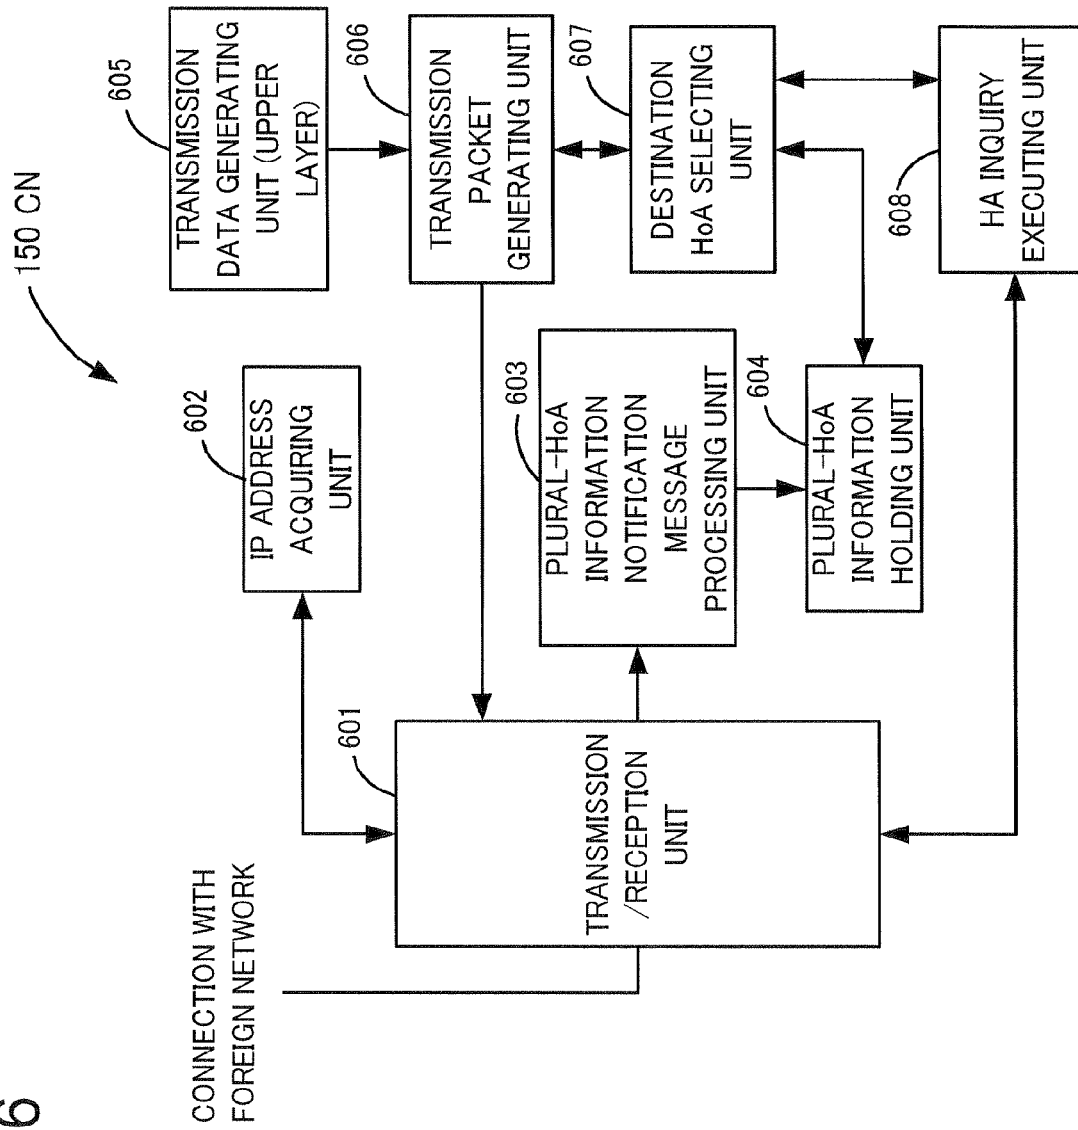 6
150 CN
CONNECTION WITH
FOREIGN NETWORK
601
TRANSMISSION
/RECEPTION
UNIT
602
IP ADDRESS
ACQUIRING
UNIT
603
PLURAL-HoA
INFORMATION
NOTIFICATION
MESSAGE
PROCESSING UNIT
604
PLURAL-HoA
INFORMATION
HOLDING UNIT
605
TRANSMISSION
DATA GENERATING
UNIT (UPPER
LAYER)
606
TRANSMISSION
PACKET
GENERATING UNIT
607
DESTINATION
HoA SELECTING
UNIT
608
HA INQUIRY
EXECUTING UNIT